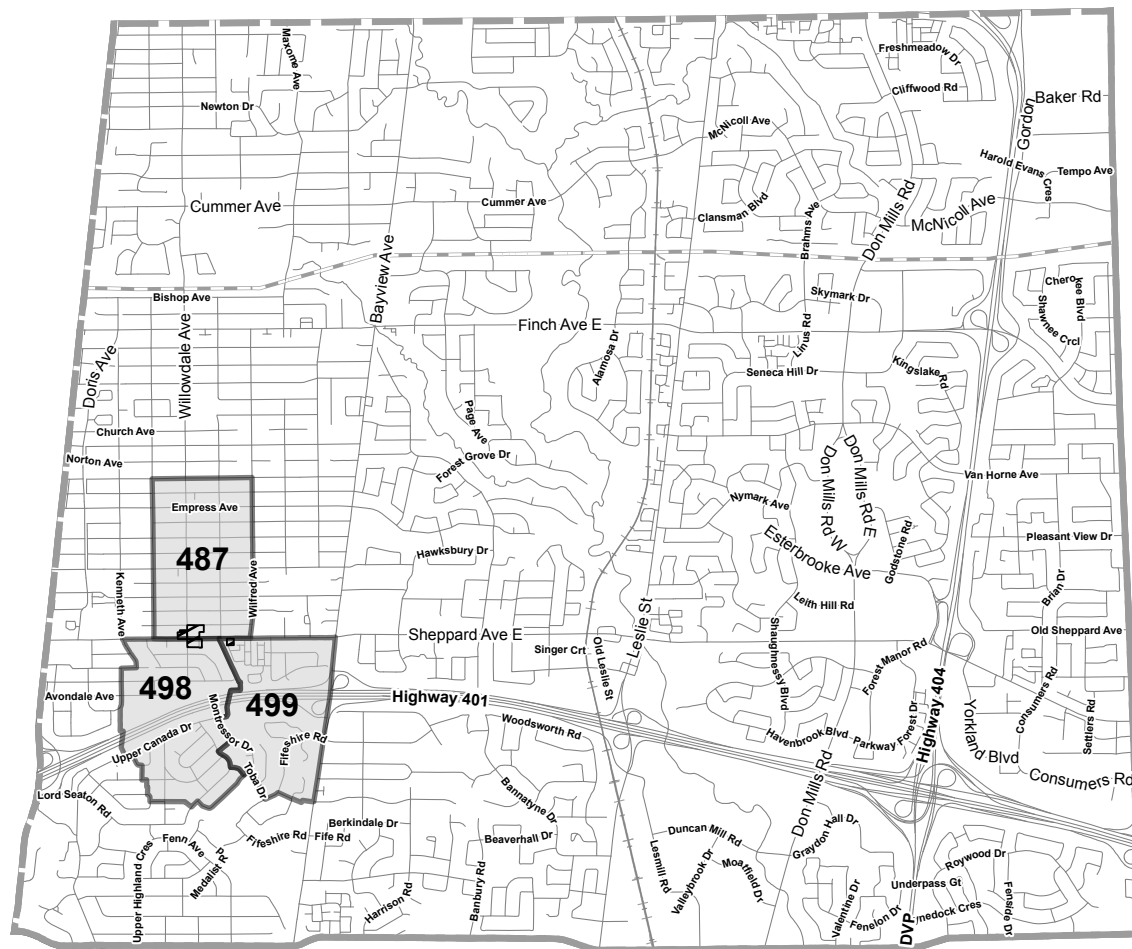 Maxome Ave
Freshmeadow Dr
Cliffwood Rd
Baker Rd
Newton Dr
Gordon
McNicoll Ave
Harold Evans Cres
Tempo Ave
Cummer Ave
Cummer Ave
Clansman Blvd
Brahms Ave
Don Mills Rd
McNicoll Ave
Bayview Ave
Bishop Ave
Skymark Dr
Cherokee Blvd
Shawnee Crcl
Finch Ave E
Alamosa Dr
Linus Rd
Doris Ave
Willowdale Ave
Seneca Hill Dr
Kingslake Rd
Page Ave
Church Ave
Norton Ave
Forest Grove Dr
Don Mills Rd W
Don Mills Rd E
Van Horne Ave
Empress Ave
Nymark Ave
487
Hawksbury Dr
Esterbrooke Ave
Godstone Rd
Pleasant View Dr
Kenneth Ave
Wilfred Ave
Leith Hill Rd
Brian Dr
Sheppard Ave E
Singer Crt
Old Leslie St
Leslie St
Shaughnessy Blvd
Forest Manor Rd
Old Sheppard Ave
Avondale Ave
498
499
Highway 401
Montressor Dr
Upper Canada Dr
Fifeshire Rd
Toba Dr
Woodsworth Rd
Havenbrook Blvd
Parkway Forest Dr
Highway 404
Yorkland Blvd
Consumers Rd
Settlers Rd
Consumers Rd
Lord Seaton Rd
Bannatyne Dr
Don Mills Rd
Fenn Ave
Fifeshire Rd
Fife Rd
Berkindale Dr
Beaverhall Dr
Duncan Mill Rd
Graydon Hall Dr
Upper Highland Cres
Medalist R
Harrison Rd
Banbury Rd
Lesmill Rd
Valleybrook Dr
Moatfield Dr
Roywood Dr
Underpass Gt
Valentine Dr
Fenelon Dr
DVP
ynedock Cres
Fenside Dr